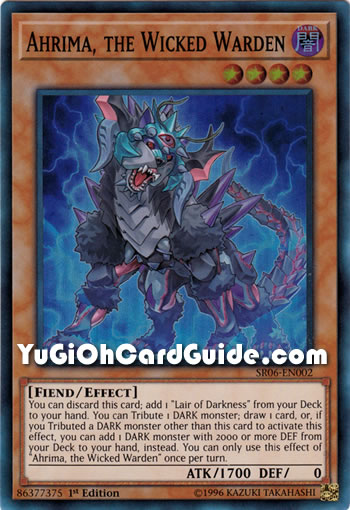 AHRIMA, THE WICKED WARDEN
DARK
闇
YuGiOhCardGuide.com
SR06-EN002
[FIEND/EFFECT]
You can discard this card; add 1 "Lair of Darkness" from your Deck
to your hand. You can Tribute 1 DARK monster; draw 1 card, or, if
you Tributed a DARK monster other than this card to activate this
effect, you can add 1 DARK monster with 2000 or more DEF from
your Deck to your hand, instead. You can only use this effect of
"Ahrima, the Wicked Warden" once per turn.
ATK/1700 DEF/ 0
86377375 1st Edition ©1996 KAZUKI TAKAHASHI